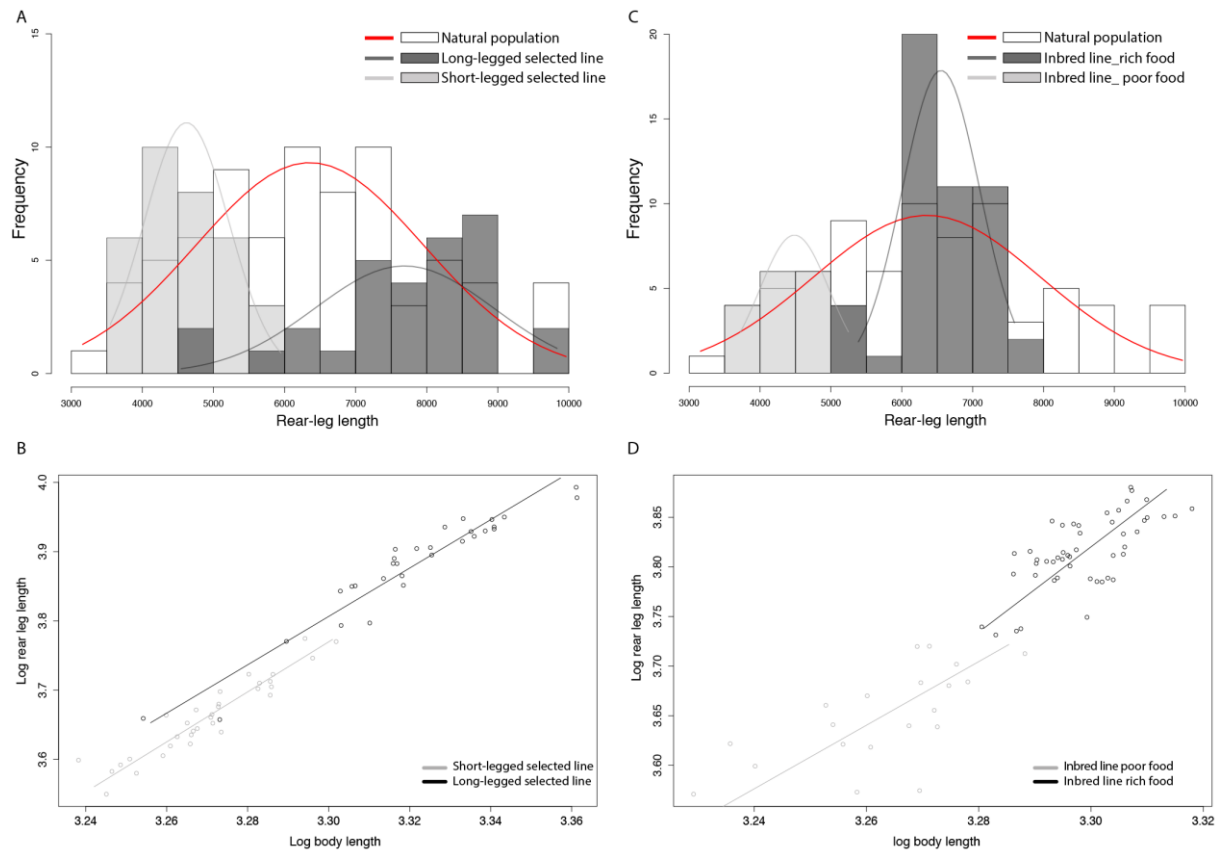 A
Natural population
Long-legged selected line
Short-legged selected line
Frequency
15
10
5
0
3000 4000 5000 6000 7000 8000 9000 10000
Rear-leg length
C
Natural population
Inbred line_rich food
Inbred line_ poor food
Frequency
20
15
10
5
0
3000 4000 5000 6000 7000 8000 9000 10000
Rear-leg length
B
Log rear leg length
4.0
3.9
3.8
3.7
3.6
Short-legged selected line
Long-legged selected line
3.24 3.26 3.28 3.30 3.32 3.34 3.36
Log body length
D
Log rear leg length
3.85
3.80
3.75
3.70
3.65
3.60
Inbred line poor food
Inbred line rich food
3.24 3.26 3.28 3.30 3.32
log body length